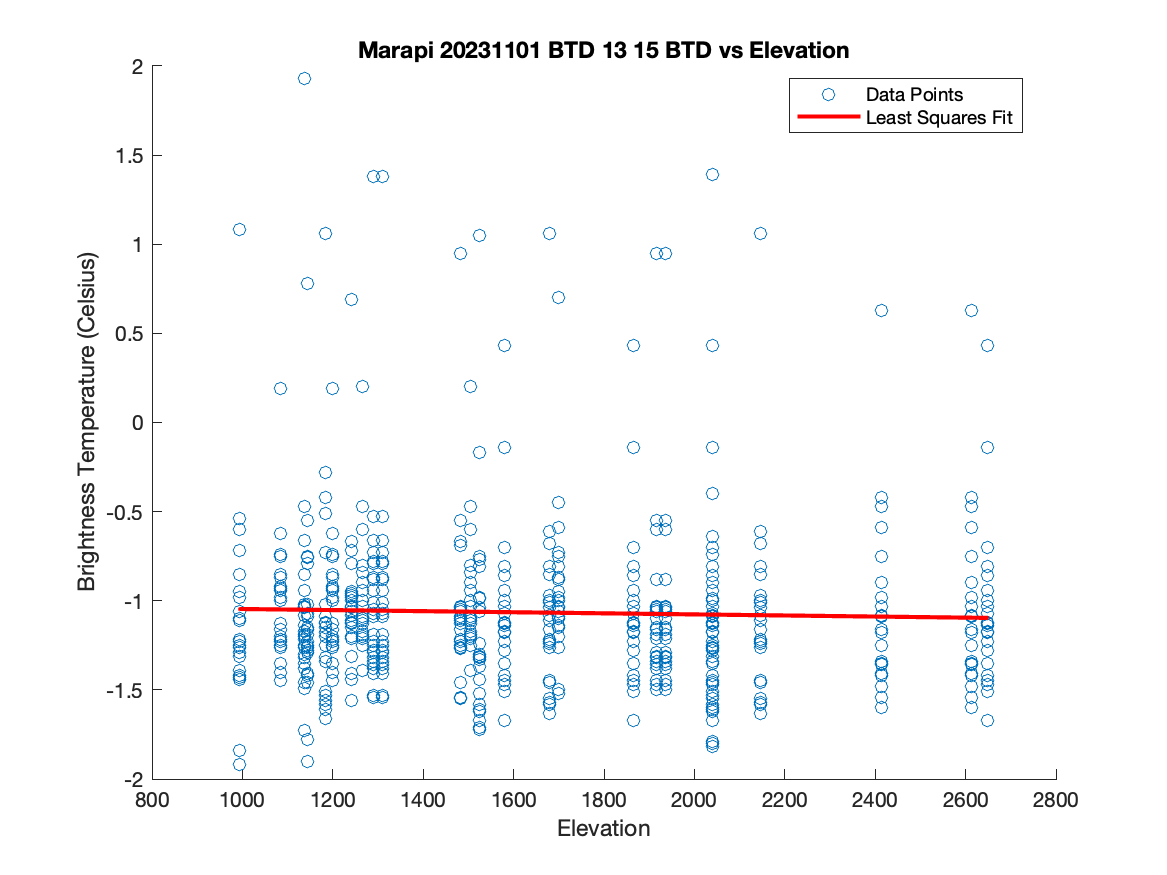 Marapi 20231101 BTD 13 15 BTD vs Elevation
Data Points
Least Squares Fit
Brightness Temperature (Celsius)
2
1.5
1
0.5
0
-0.5
-1
-1.5
-2
800 1000 1200 1400 1600 1800 2000 2200 2400 2600 2800
Elevation